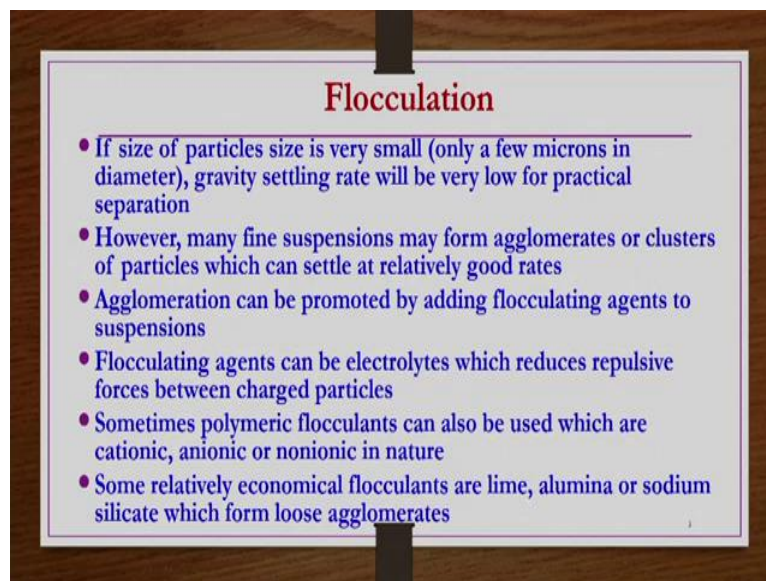 Flocculation
• If size of particles size is very small (only a few microns in
diameter), gravity settling rate will be very low for practical
separation
• However, many fine suspensions may form agglomerates or clusters
of particles which can settle at relatively good rates
• Agglomeration can be promoted by adding flocculating agents to
suspensions
• Flocculating agents can be electrolytes which reduces repulsive
forces between charged particles
• Sometimes polymeric flocculants can also be used which are
cationic, anionic or nonionic in nature
• Some relatively economical flocculants are lime, alumina or sodium
silicate which form loose agglomerates